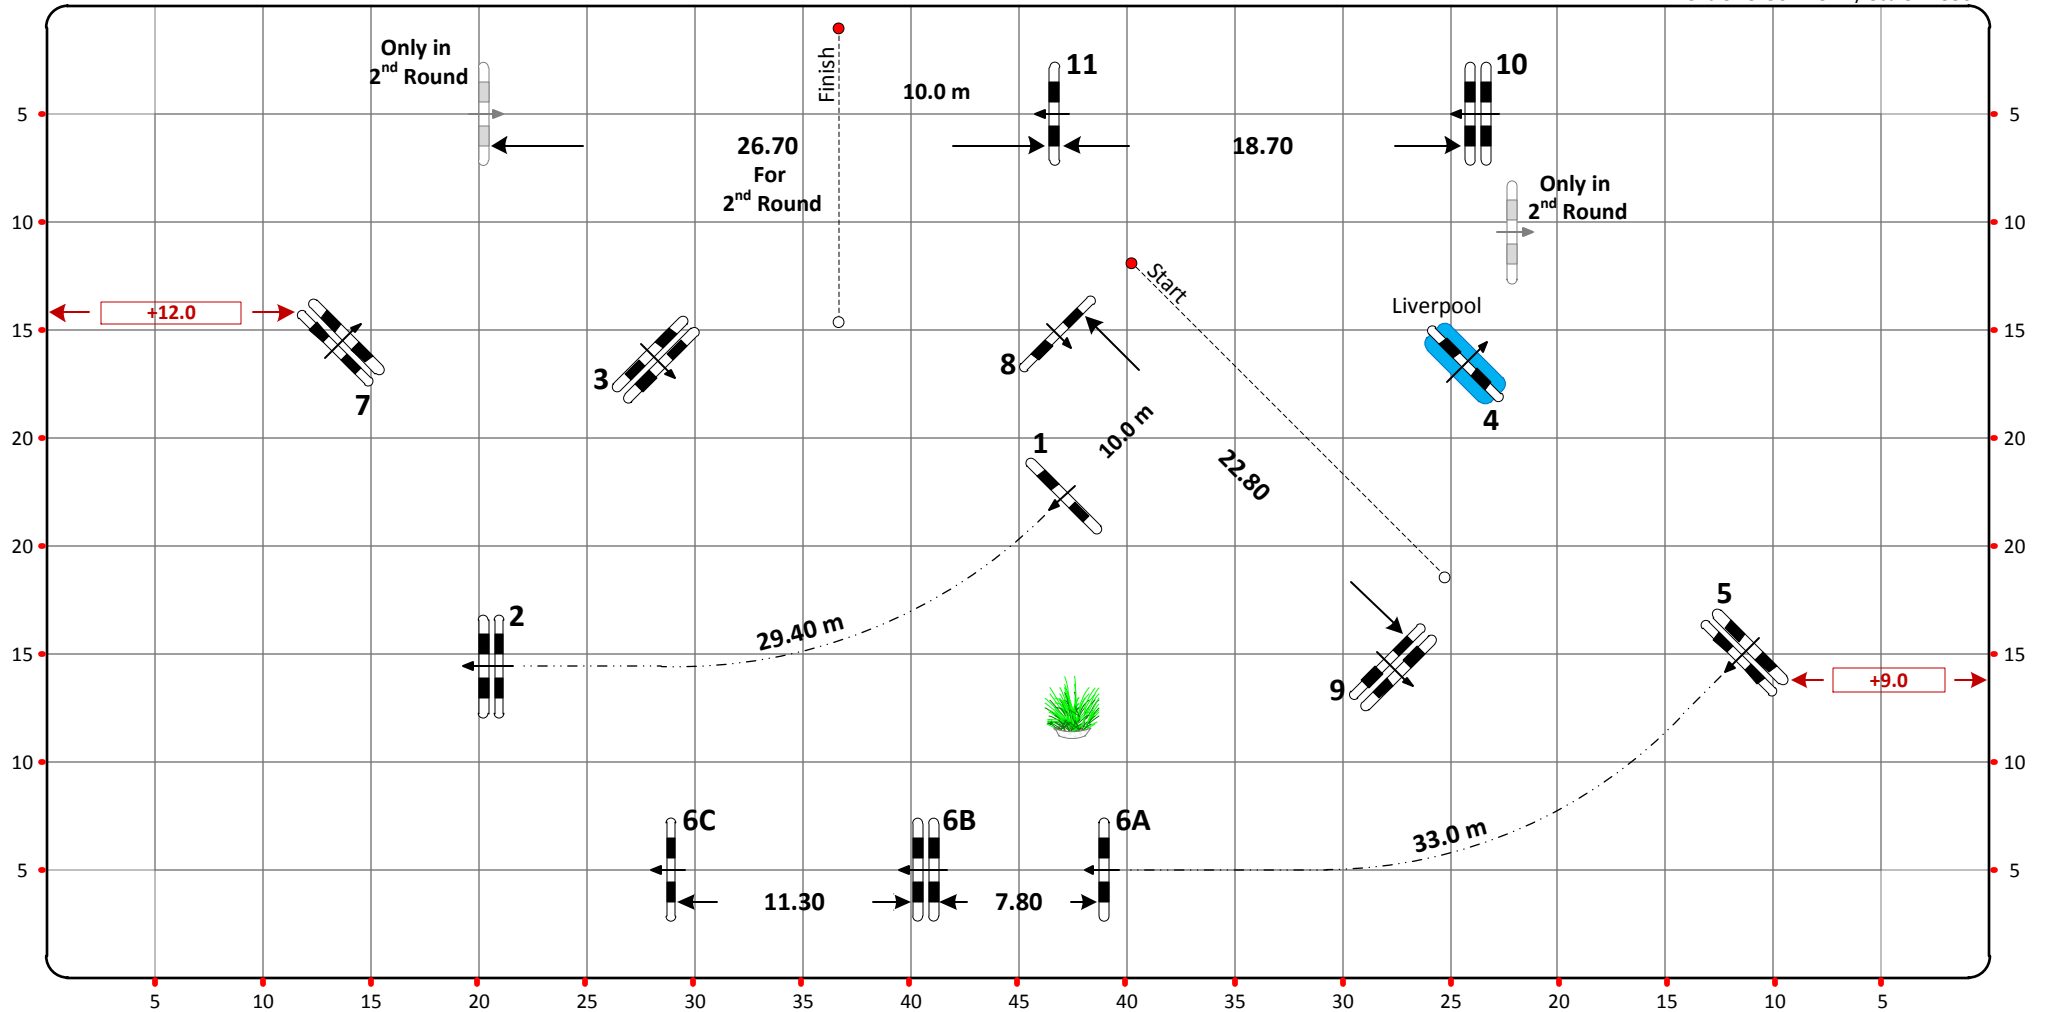 Only in
2nd Round
Finish
10.0 m
11
10
5
5
26.70
For
2nd Round
18.70
Only in
2nd Round
10
10
Start
+12.0
Liverpool
15
15
8
3
7
4
10.0 m
1
20
20
22.80
20
20
5
2
29.40 m
15
15
9
+9.0
10
10
6C
6B
6A
33.0 m
5
5
11.30
7.80
5 10 15 20 25 30 35 40 45 40 35 30 25 20 15 10 5